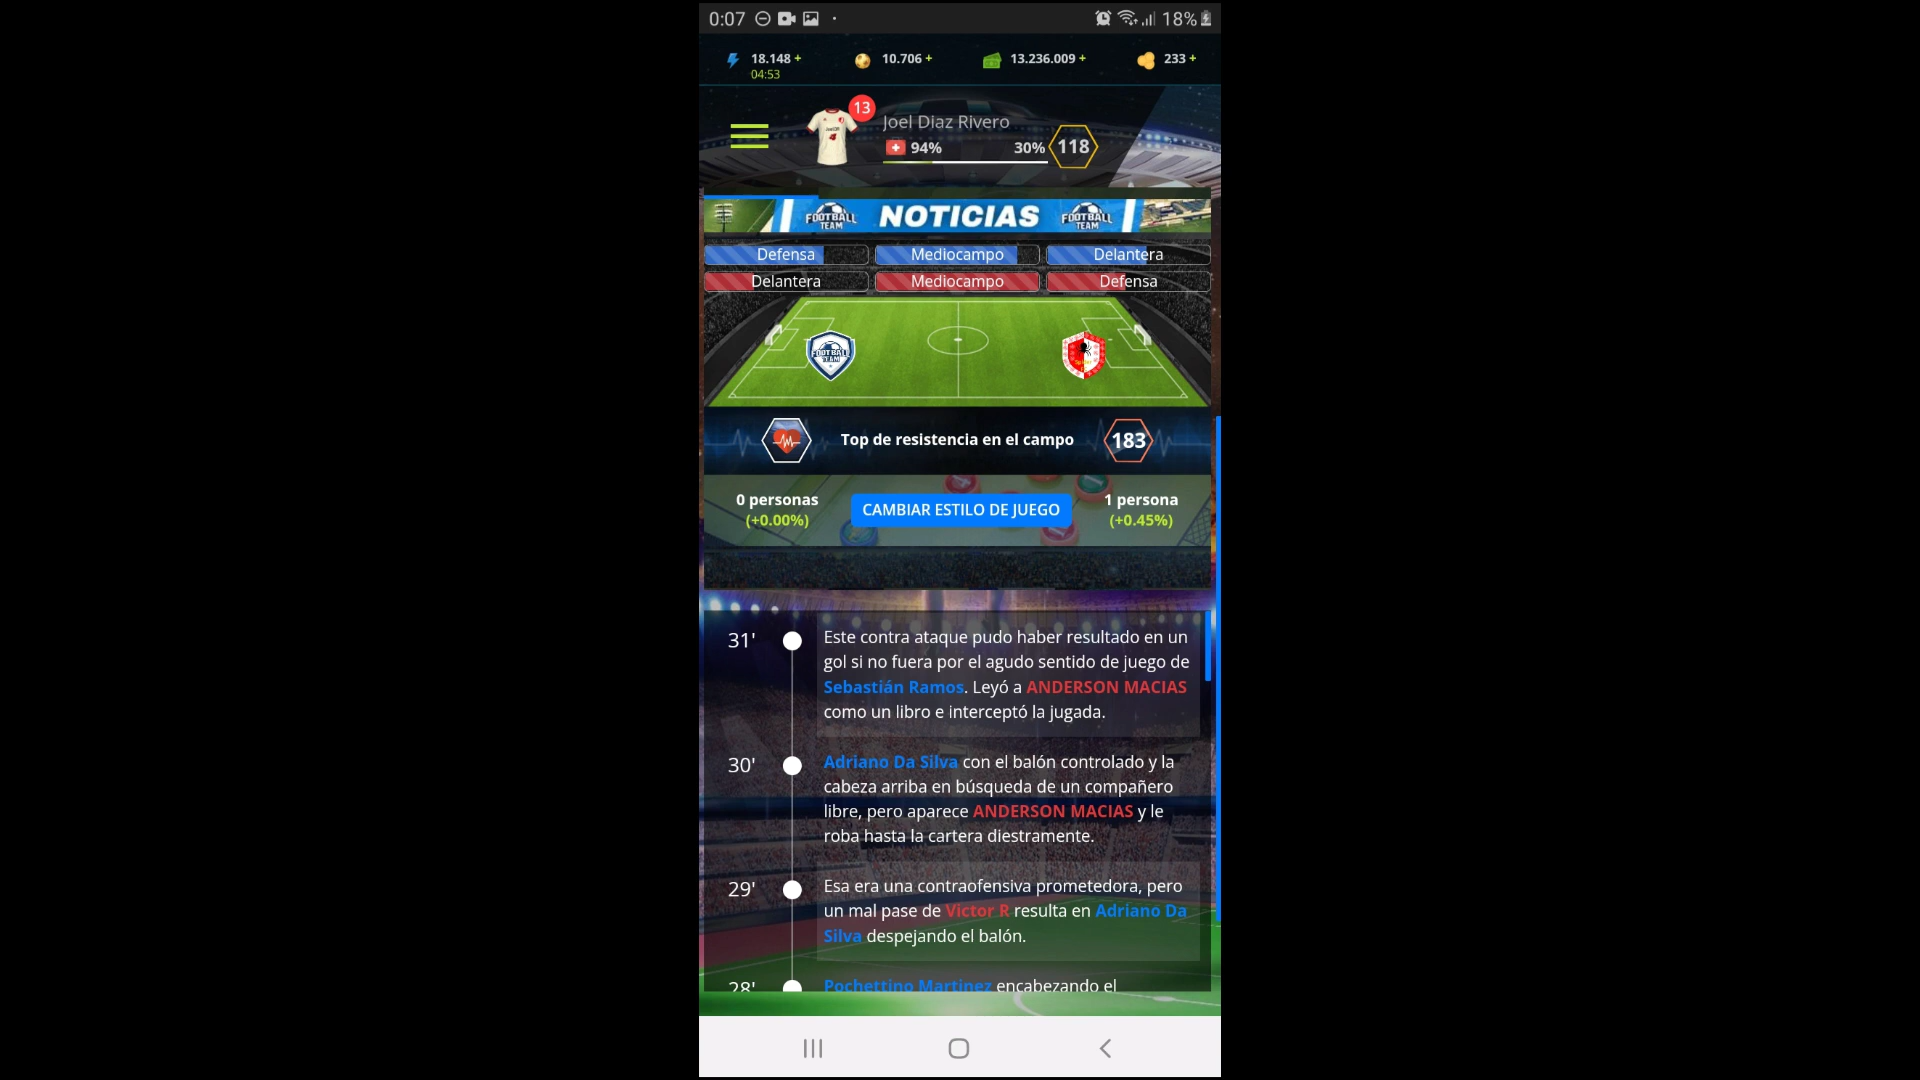 0:07
18%
18.148 +
04:53
10.706 +
13.236.009 +
233 +
13
Joel Diaz Rivero
94%
30%
118
FOOTBALL TEAM
NOTICIAS
FOOTBALL TEAM
Defensa
Mediocampo
Delantera
Delantera
Mediocampo
Defensa
FOOTBALL TEAM
Top de resistencia en el campo
183
0 personas
(+0.00%)
CAMBIAR ESTILO DE JUEGO
1 persona
(+0.45%)
31'
Este contra ataque pudo haber resultado en un
gol si no fuera por el agudo sentido de juego de
Sebastián Ramos. Leyó a ANDERSON MACIAS
como un libro e interceptó la jugada.
30'
Adriano Da Silva con el balón controlado y la
cabeza arriba en búsqueda de un compañero
libre, pero aparece ANDERSON MACIAS y le
roba hasta la cartera diestramente.
29'
Esa era una contraofensiva prometedora, pero
un mal pase de Victor R resulta en Adriano Da
Silva despejando el balón.
28'
Pochettino Martinez encabezando el